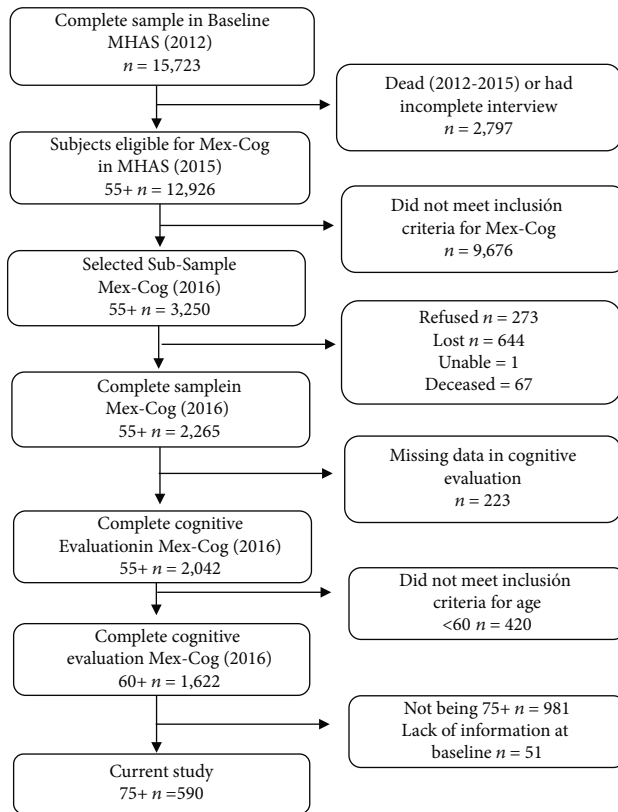 Complete sample in Baseline
MHAS (2012)
n = 15,723
Dead (2012-2015) or had
incomplete interview
n = 2,797
Subjects eligible for Mex-Cog
in MHAS (2015)
55+ n = 12,926
Did not meet inclusión
criteria for Mex-Cog
n = 9,676
Selected Sub-Sample
Mex-Cog (2016)
55+ n = 3,250
Refused n = 273
Lost n = 644
Unable = 1
Deceased = 67
Complete samplein
Mex-Cog (2016)
55+ n = 2,265
Missing data in cognitive
evaluation
n = 223
Complete cognitive
Evaluationin Mex-Cog (2016)
55+ n = 2,042
Did not meet inclusión
criteria for age
<60 n = 420
Complete cognitive
evaluation Mex-Cog (2016)
60+ n = 1,622
Not being 75+ n = 981
Lack of information at
baseline n = 51
Current study
75+ n =590